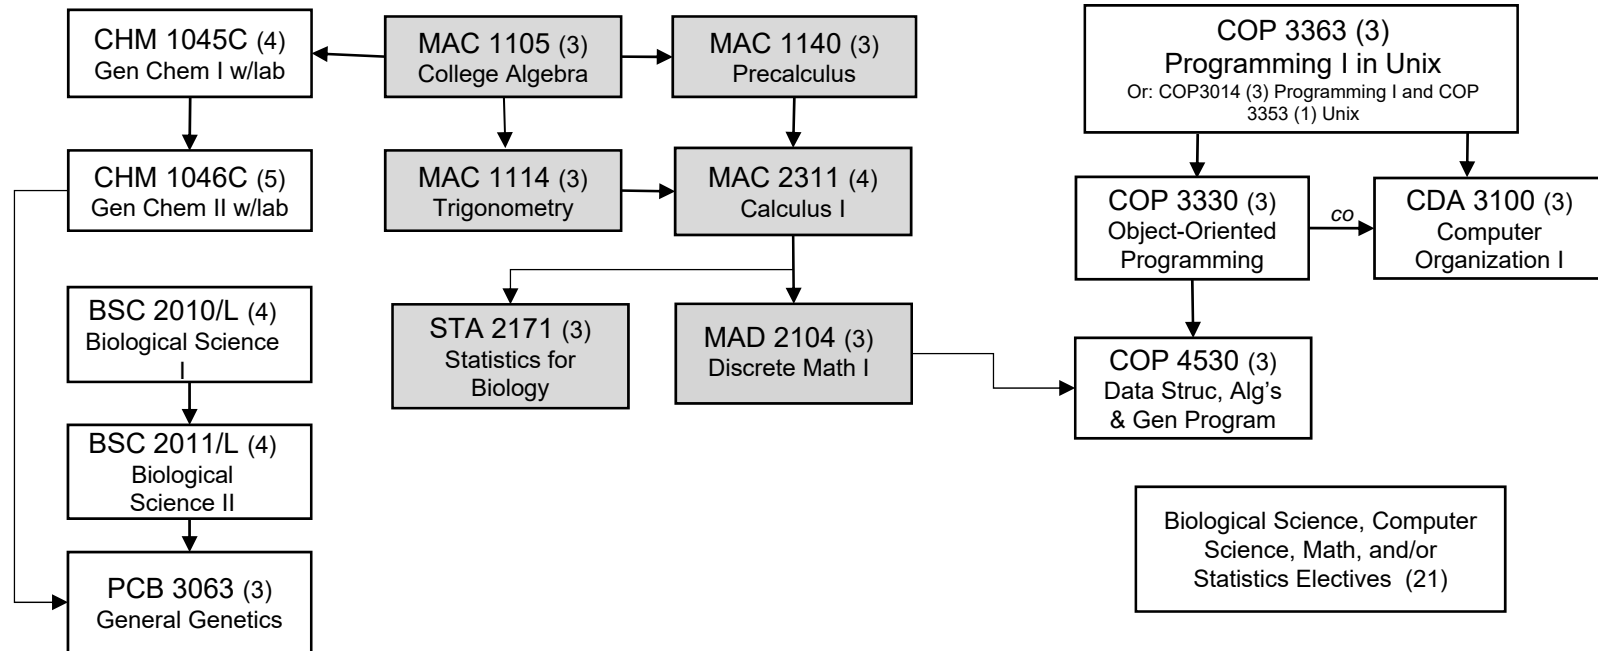 CHM 1045C (4)
Gen Chem I w/lab
MAC 1105 (3)
College Algebra
MAC 1140 (3)
Precalculus
COP 3363 (3)
Programming I in Unix
Or: COP3014 (3) Programming I and COP
3353 (1) Unix
CHM 1046C (5)
Gen Chem II w/lab
MAC 1114 (3)
Trigonometry
MAC 2311 (4)
Calculus I
COP 3330 (3)
Object-Oriented
Programming
co
CDA 3100 (3)
Computer
Organization I
BSC 2010/L (4)
Biological Science
I
STA 2171 (3)
Statistics for
Biology
MAD 2104 (3)
Discrete Math I
COP 4530 (3)
Data Struc, Alg’s
& Gen Program
BSC 2011/L (4)
Biological
Science II
PCB 3063 (3)
General Genetics
Biological Science, Computer
Science, Math, and/or
Statistics Electives (21)